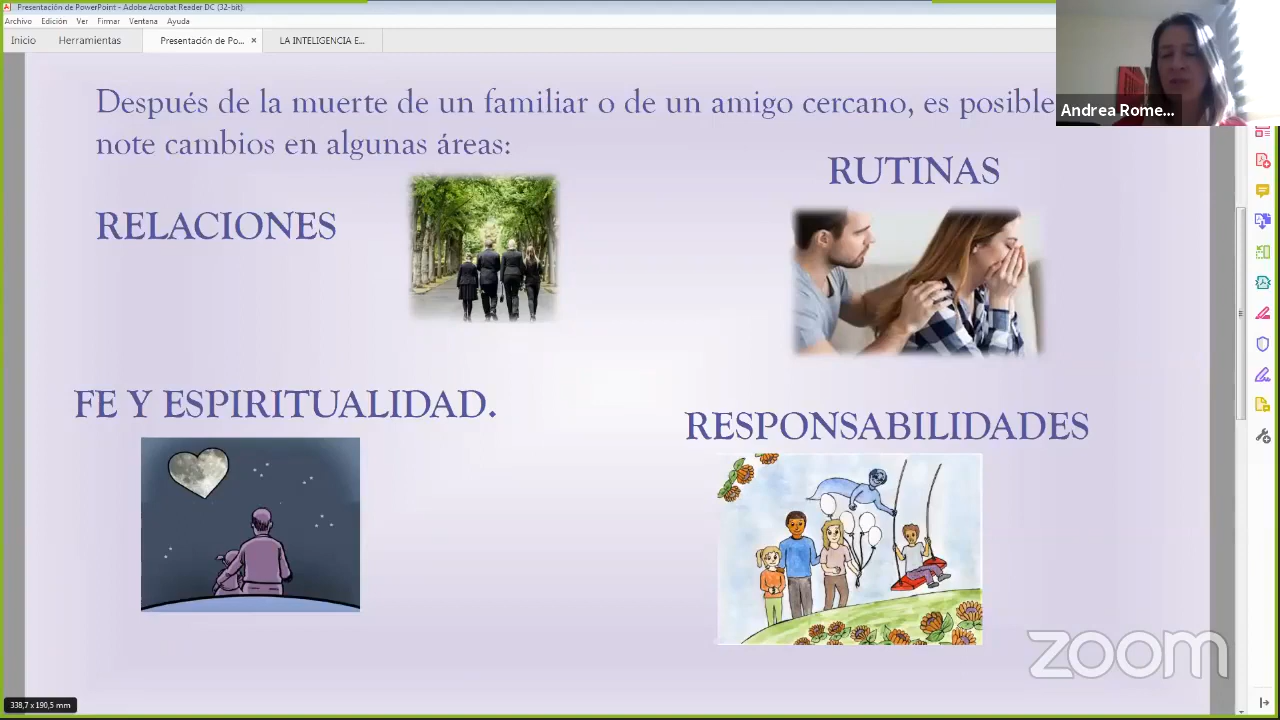 Presentación de PowerPoint - Adobe Acrobat Reader DC (32-bit)
Archivo Edición Ver Firmar Ventana Ayuda
Inicio Herramientas Presentación de Po... × LA INTELIGENCIA E...
Andrea Rome...
Después de la muerte de un familiar o de un amigo cercano, es posible
note cambios en algunas áreas:
RUTINAS
RELACIONES
FE Y ESPIRITUALIDAD.
RESPONSABILIDADES
zoom
338,7 x 190,5 mm